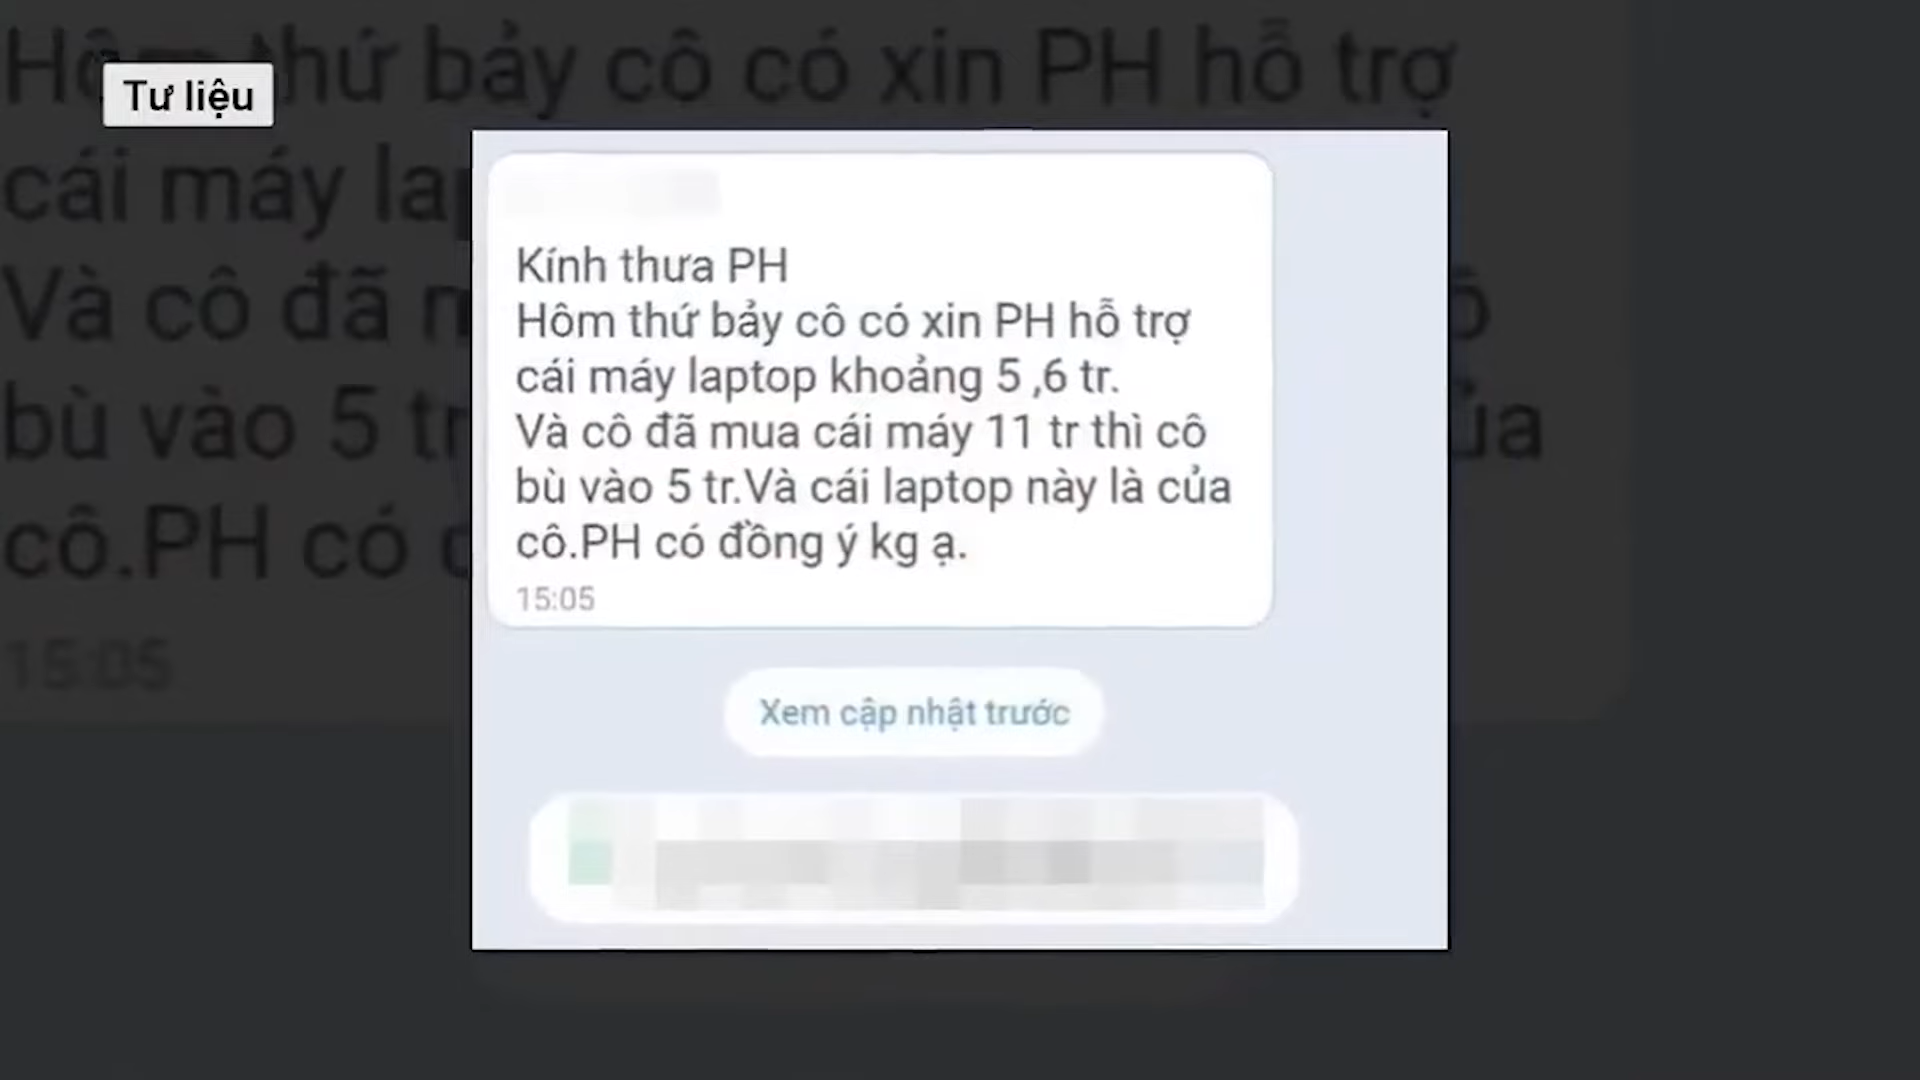 Tư liệu
Kính thưa PH
Hôm thứ bảy cô có xin PH hỗ trợ
cái máy laptop khoảng 5 ,6 tr.
Và cô đã mua cái máy 11 tr thì cô
bù vào 5 tr.Và cái laptop này là của
cô.PH có đồng ý kg ạ.
15:05
Xem cập nhật trước